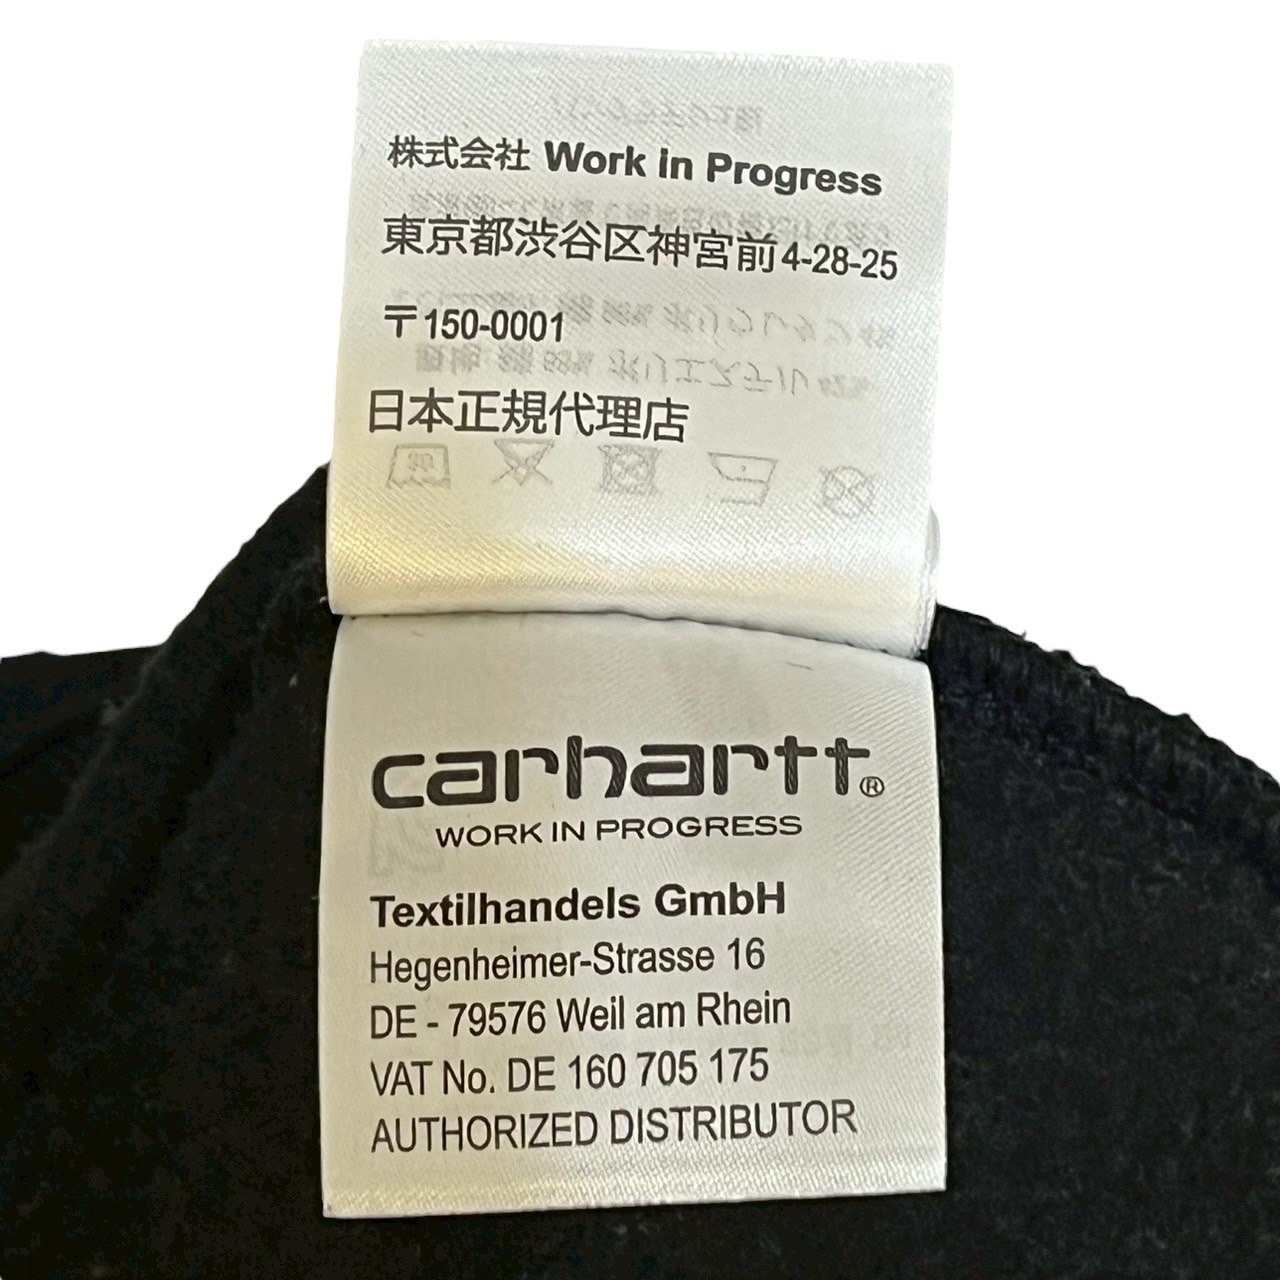 株式会社 Work in Progress
東京都渋谷区神宮前4-28-25
〒150-0001
日本正規代理店
carhartt®
WORK IN PROGRESS
Textilhandels GmbH
Hegenheimer-Strasse 16
DE - 79576 Weil am Rhein
VAT No. DE 160 705 175
AUTHORIZED DISTRIBUTOR